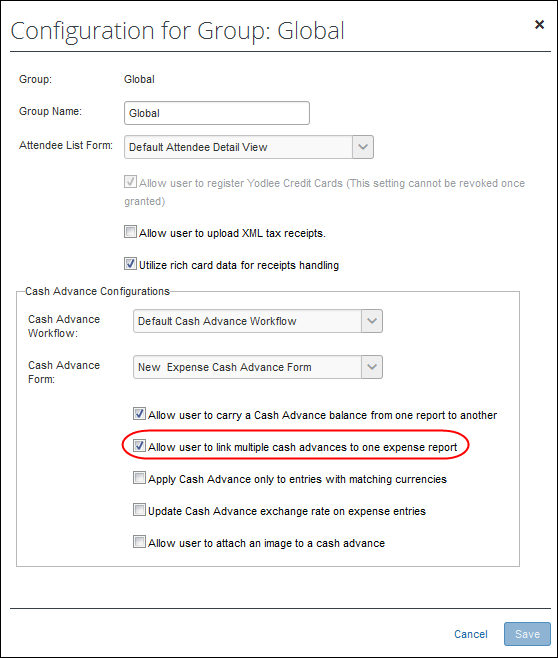 Configuration for Group: Global
×
Group: Global
Group Name: Global
Attendee List Form: Default Attendee Detail View
Allow user to register Yodlee Credit Cards (This setting cannot be revoked once
granted)
Allow user to upload XML tax receipts.
Utilize rich card data for receipts handling
Cash Advance Configurations
Cash Advance
Workflow:
Default Cash Advance Workflow
Cash Advance
Form:
New Expense Cash Advance Form
Allow user to carry a Cash Advance balance from one report to another
Allow user to link multiple cash advances to one expense report
Apply Cash Advance only to entries with matching currencies
Update Cash Advance exchange rate on expense entries
Allow user to attach an image to a cash advance
Cancel Save